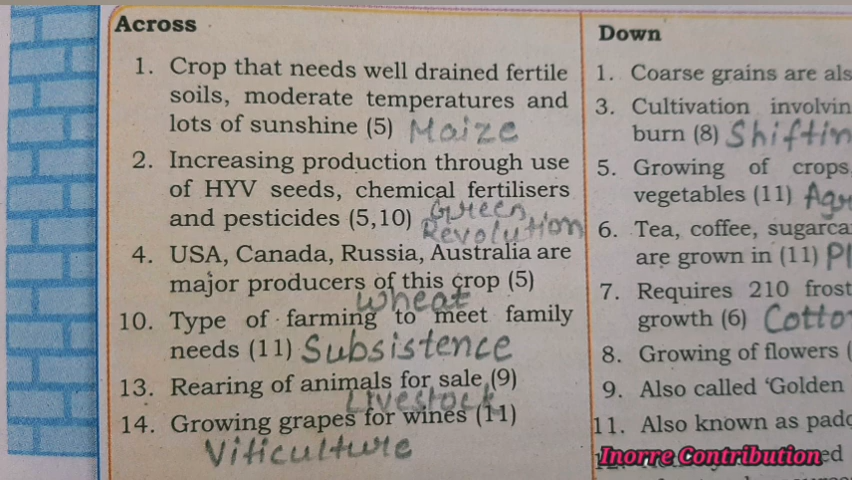 Across
1. Crop that needs well drained fertile
soils, moderate temperatures and
lots of sunshine (5) Maize
2. Increasing production through use
of HYV seeds, chemical fertilisers
and pesticides (5,10) Green
Revolution
4. USA, Canada, Russia, Australia are
major producers of this crop (5)
wheat
10. Type of farming to meet family
needs (11) Subsistence
13. Rearing of animals for sale (9)
Livestock
14. Growing grapes for wines (11)
Viticulture
Down
1. Coarse grains are als
3. Cultivation involvin
burn (8) Shiftin
5. Growing of crops
vegetables (11) Agr
6. Tea, coffee, sugarca
are grown in (11) Pl
7. Requires 210 frost
growth (6) Cotto
8. Growing of flowers (
9. Also called 'Golden
11. Also known as padd
Inorre Contribution
ed